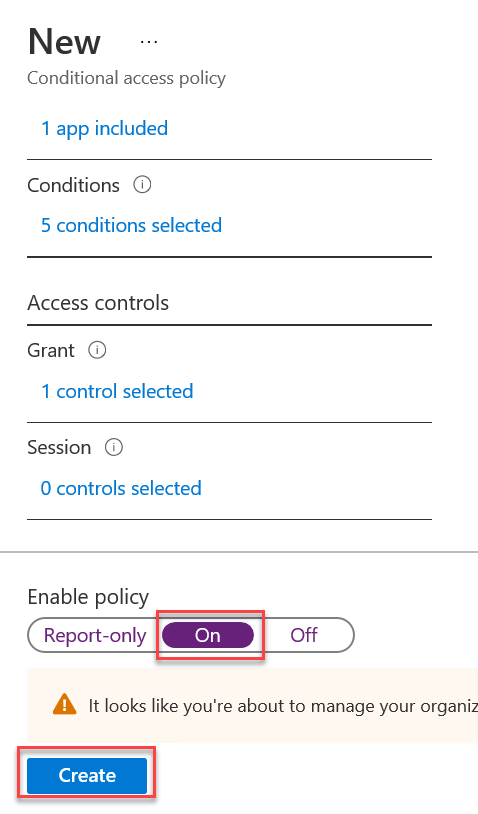 New ...
Conditional access policy
1 app included
Conditions
5 conditions selected
Access controls
Grant
1 control selected
Session
0 controls selected
Enable policy
Report-only On Off
It looks like you're about to manage your organiz
Create